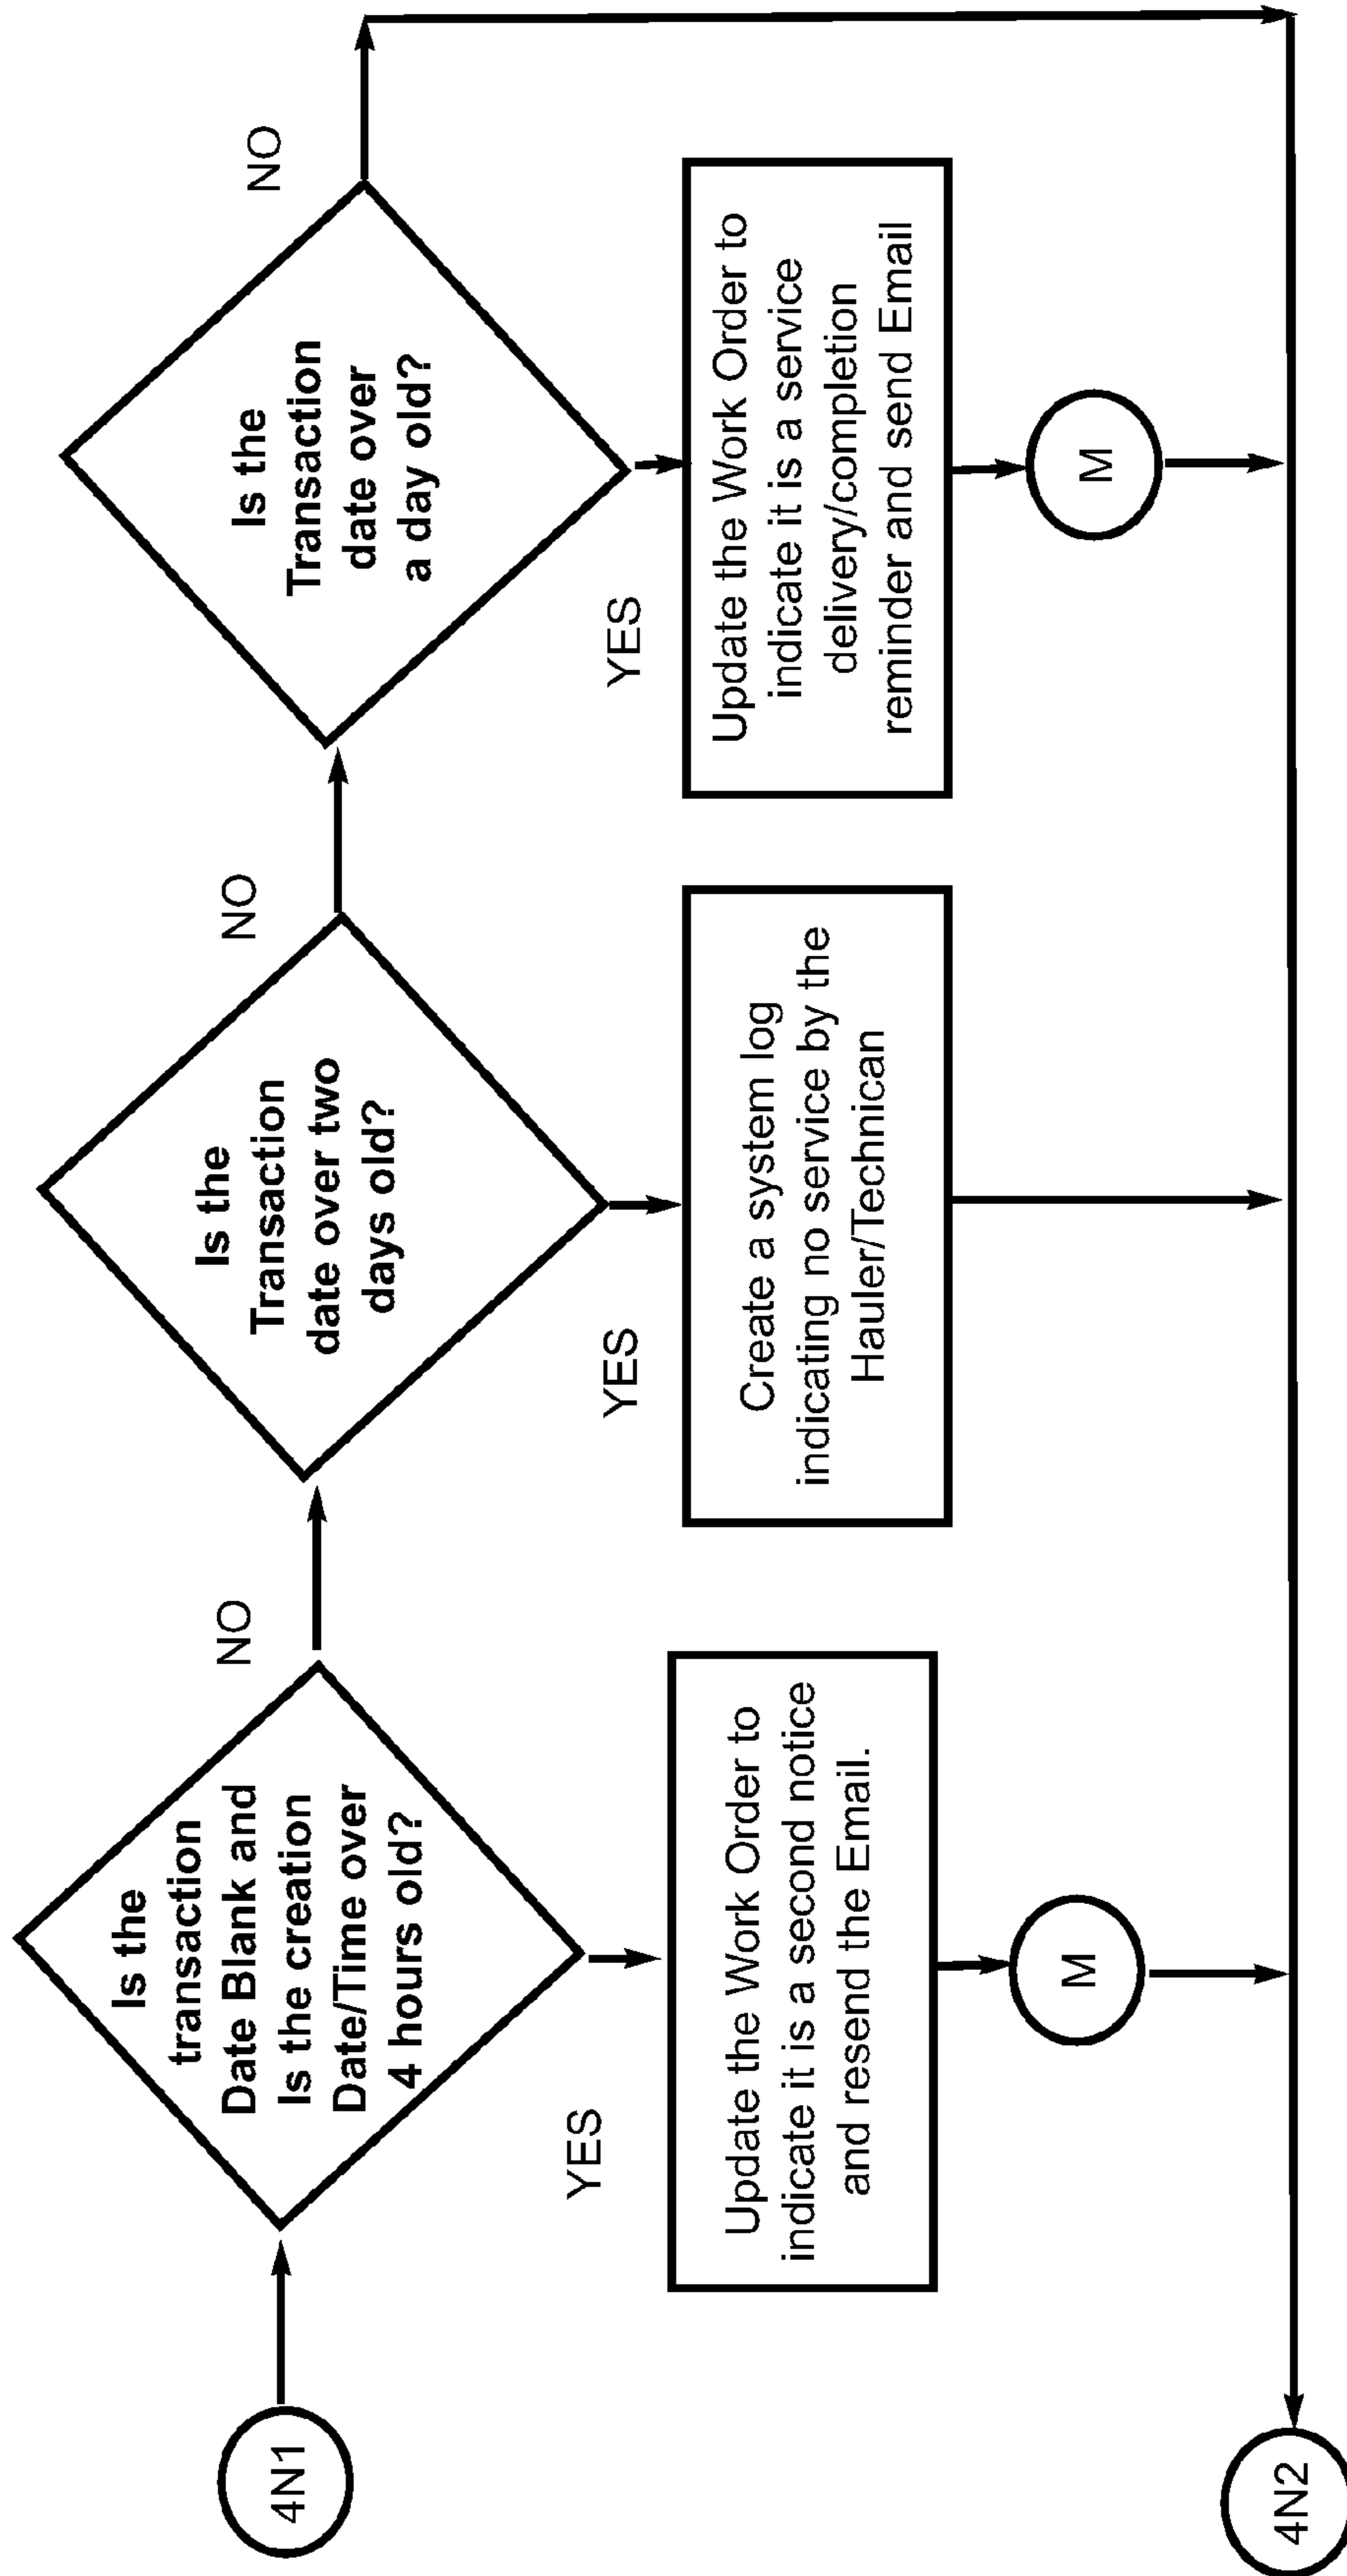 4N1
Is the
transaction
Date Blank and
Is the creation
Date/Time over
4 hours old?
NO
YES
Update the Work Order to
indicate it is a second notice
and resend the Email.
M
Is the
Transaction
date over two
days old?
NO
YES
Create a system log
indicating no service by the
Hauler/Technican
Is the
Transaction
date over
a day old?
NO
YES
Update the Work Order to
indicate it is a service
delivery/completion
reminder and send Email
M
4N2